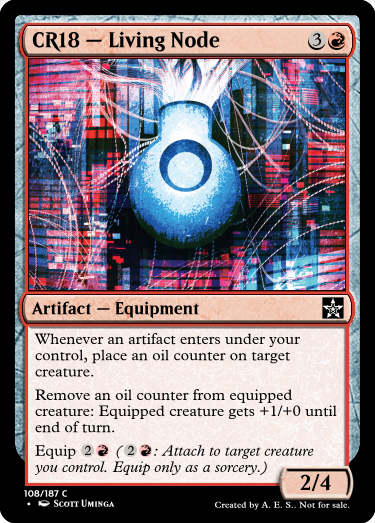 CR18 — Living Node 3
Artifact — Equipment
Whenever an artifact enters under your
control, place an oil counter on target
creature.
Remove an oil counter from equipped
creature: Equipped creature gets +1/+0 until
end of turn.
Equip 2 ( 2 : Attach to target creature
you control. Equip only as a sorcery.)
2/4
108/187 C
• Scott Uminga
Created by A. E. S.. Not for sale.